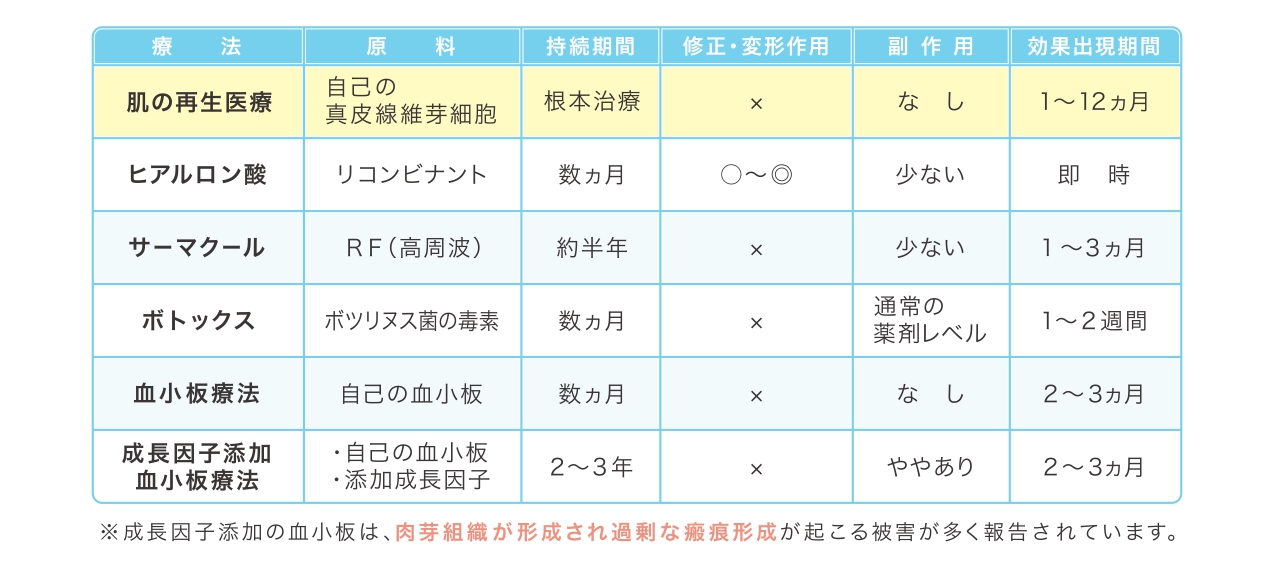 療　法 原　料 持続期間 修正・変形作用 副作用 効果出現期間
肌の再生医療 自己の 真皮線維芽細胞 根本治療 × なし 1〜12ヵ月
ヒアルロン酸 リコンビナント 数ヵ月 ○〜◎ 少ない 即時
サーマクール RF（高周波） 約半年 × 少ない 1〜3ヵ月
ボトックス ボツリヌス菌の毒素 数ヵ月 × 通常の 薬剤レベル 1〜2週間
血小板療法 自己の血小板 数ヵ月 × なし 2〜3ヵ月
成長因子添加 血小板療法 ・自己の血小板 ・添加成長因子 2〜3年 × ややあり 2〜3ヵ月
※成長因子添加の血小板は、肉芽組織が形成され過剰な瘢痕形成が起こる被害が多く報告されています。